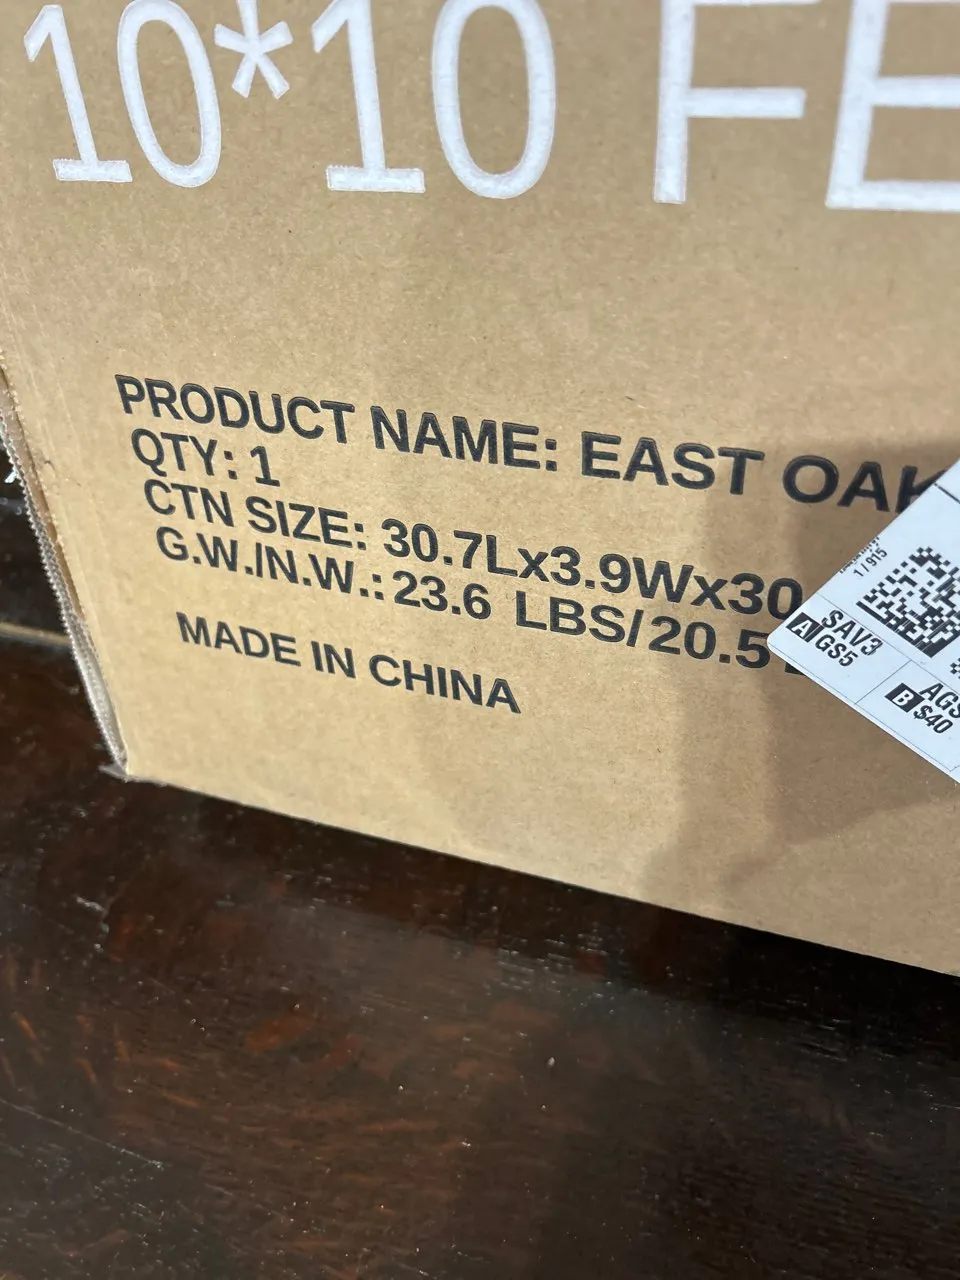 10*10 FE
PRODUCT NAME: EAST OAK
QTY: 1
CTN SIZE: 30.7Lx3.9Wx30
G.W./N.W.: 23.6 LBS/20.5
MADE IN CHINA
1/915
SAV3
A GS5
AGS
B $40